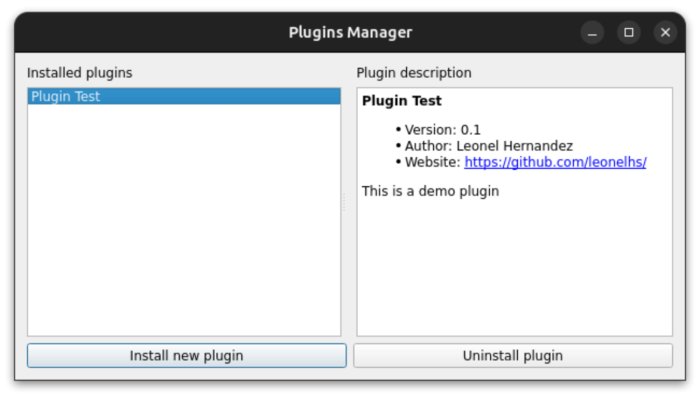 Plugins Manager
Installed plugins
Plugin Test
Plugin description
Plugin Test
• Version: 0.1
• Author: Leonel Hernandez
• Website: https://github.com/leonelhs/
This is a demo plugin
Install new plugin
Uninstall plugin